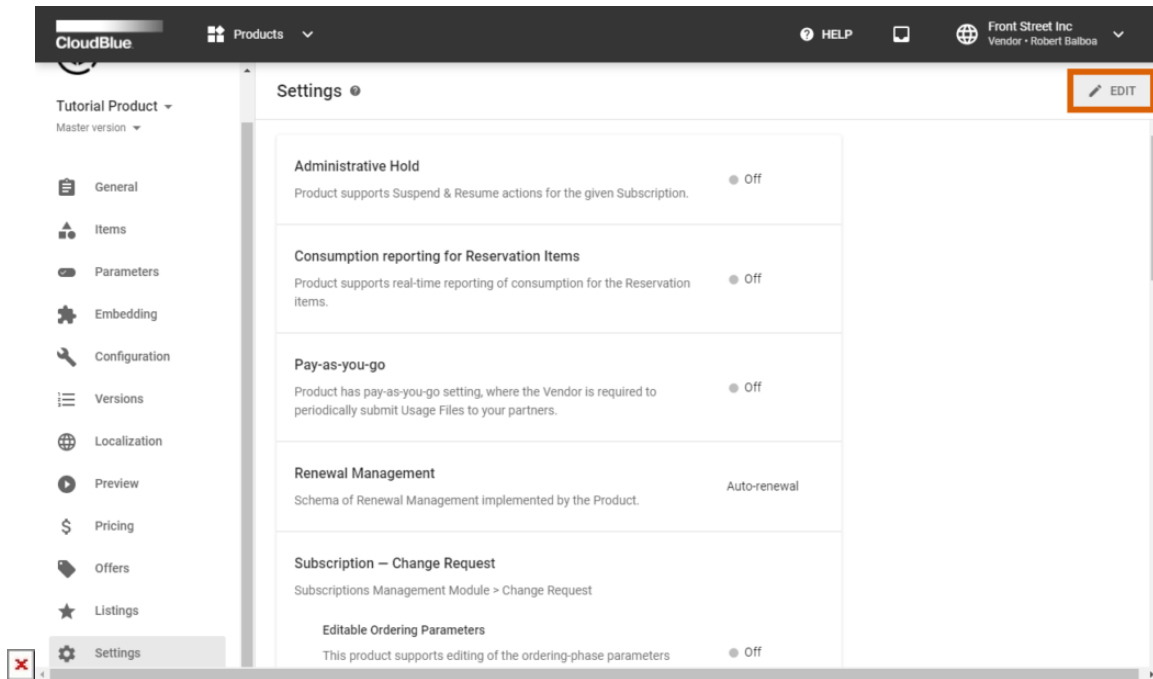 CloudBlue
Products
HELP
Front Street Inc
Vendor • Robert Balboa
Tutorial Product
Master version
General
Items
Parameters
Embedding
Configuration
Versions
Localization
Preview
Pricing
Offers
Listings
Settings
Settings
EDIT
Administrative Hold
Product supports Suspend & Resume actions for the given Subscription.
Off
Consumption reporting for Reservation Items
Product supports real-time reporting of consumption for the Reservation
items.
Off
Pay-as-you-go
Product has pay-as-you-go setting, where the Vendor is required to
periodically submit Usage Files to your partners.
Off
Renewal Management
Schema of Renewal Management implemented by the Product.
Auto-renewal
Subscription — Change Request
Subscriptions Management Module > Change Request
Editable Ordering Parameters
This product supports editing of the ordering-phase parameters
Off